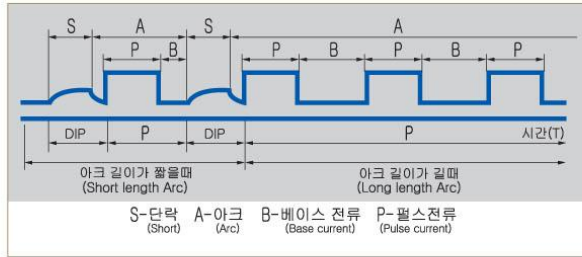 S A S A
P B P B P B P
DIP P DIP P 시간(T)
아크 길이가 짧을때 아크 길이가 길때
(Short length Arc) (Long length Arc)
S-단락 A-아크 B-베이스 전류 P-펄스전류
(Short) (Arc) (Base current) (Pulse current)